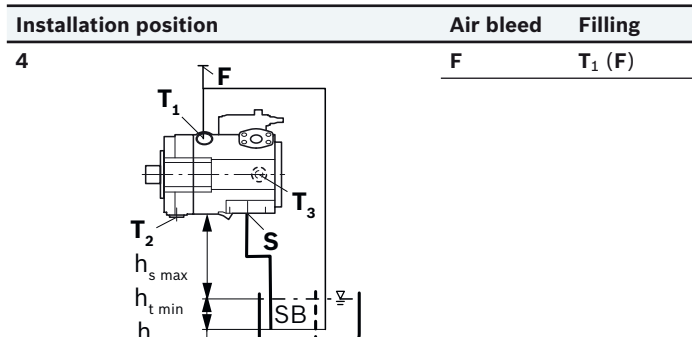 Installation position Air bleed Filling
4 F T₁ (F)
F
T₁
T₃
T₂
S
hₛ ₘₐₓ
hₜ ₘᵢₙ
SB
h